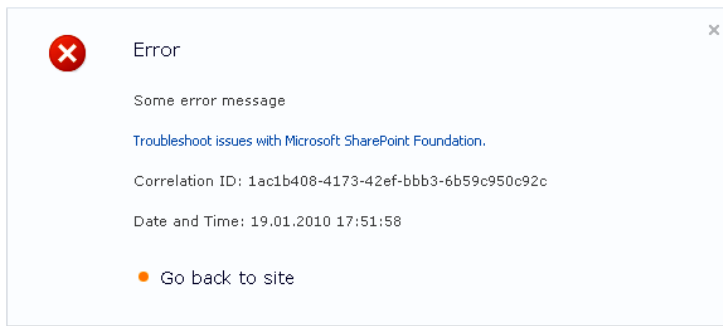 Error
Some error message
Troubleshoot issues with Microsoft SharePoint Foundation.
Correlation ID: 1ac1b408-4173-42ef-bbb3-6b59c950c92c
Date and Time: 19.01.2010 17:51:58
Go back to site